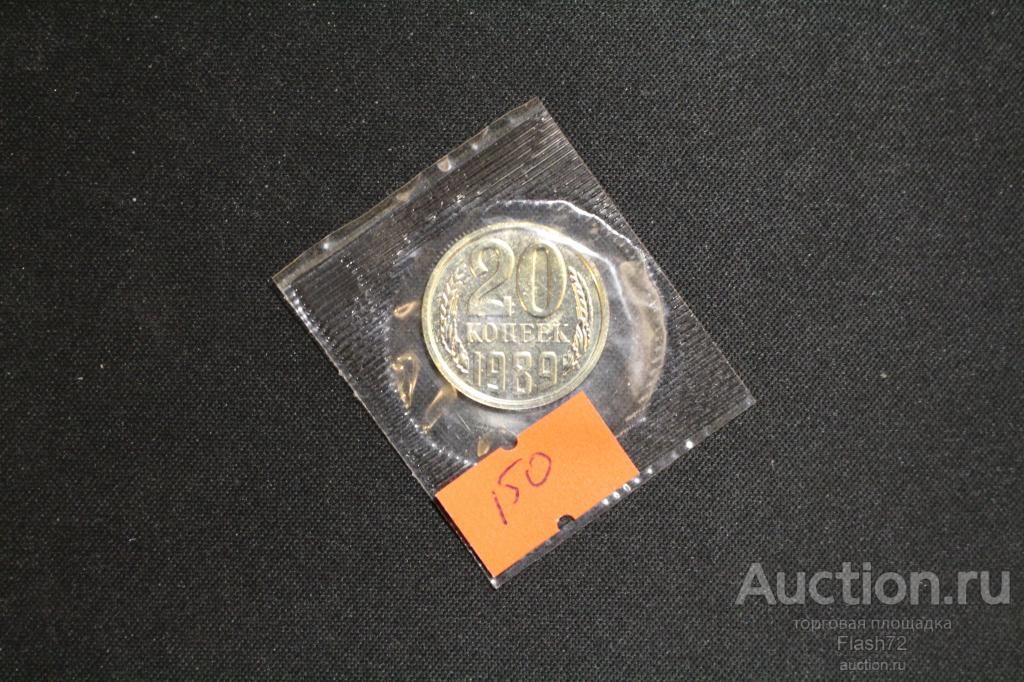 20
КОПЕЕК
1989
150
Auction.ru
торговая площадка
Flash72
auction.ru